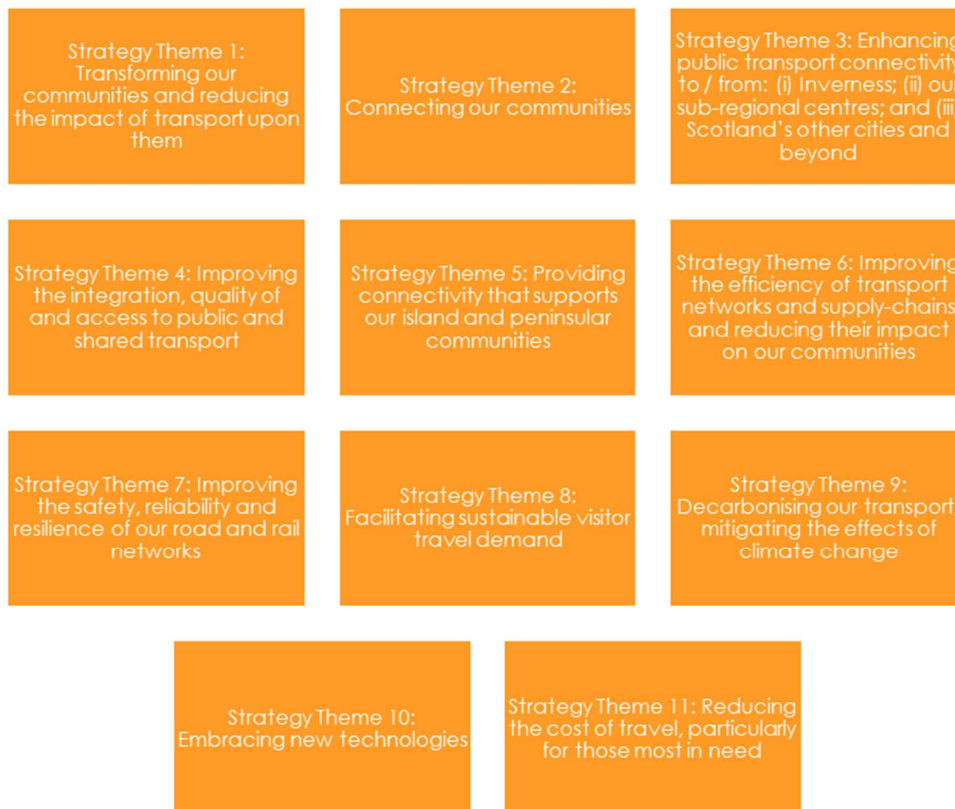 Strategy Theme 1:
Transforming our
communities and reducing
the impact of transport upon
them
Strategy Theme 2:
Connecting our communities
Strategy Theme 3: Enhancing
public transport connectivity
to / from: (i) Inverness; (ii) our
sub-regional centres; and (iii)
Scotland's other cities and
beyond
Strategy Theme 4: Improving
the integration, quality of
and access to public and
shared transport
Strategy Theme 5: Providing
connectivity that supports
our island and peninsular
communities
Strategy Theme 6: Improving
the efficiency of transport
networks and supply-chains
and reducing their impact
on our communities
Strategy Theme 7: Improving
the safety, reliability and
resilience of our road and rail
networks
Strategy Theme 8:
Facilitating sustainable visitor
travel demand
Strategy Theme 9:
Decarbonising our transport,
mitigating the effects of
climate change
Strategy Theme 10:
Embracing new technologies
Strategy Theme 11: Reducing
the cost of travel, particularly
for those most in need